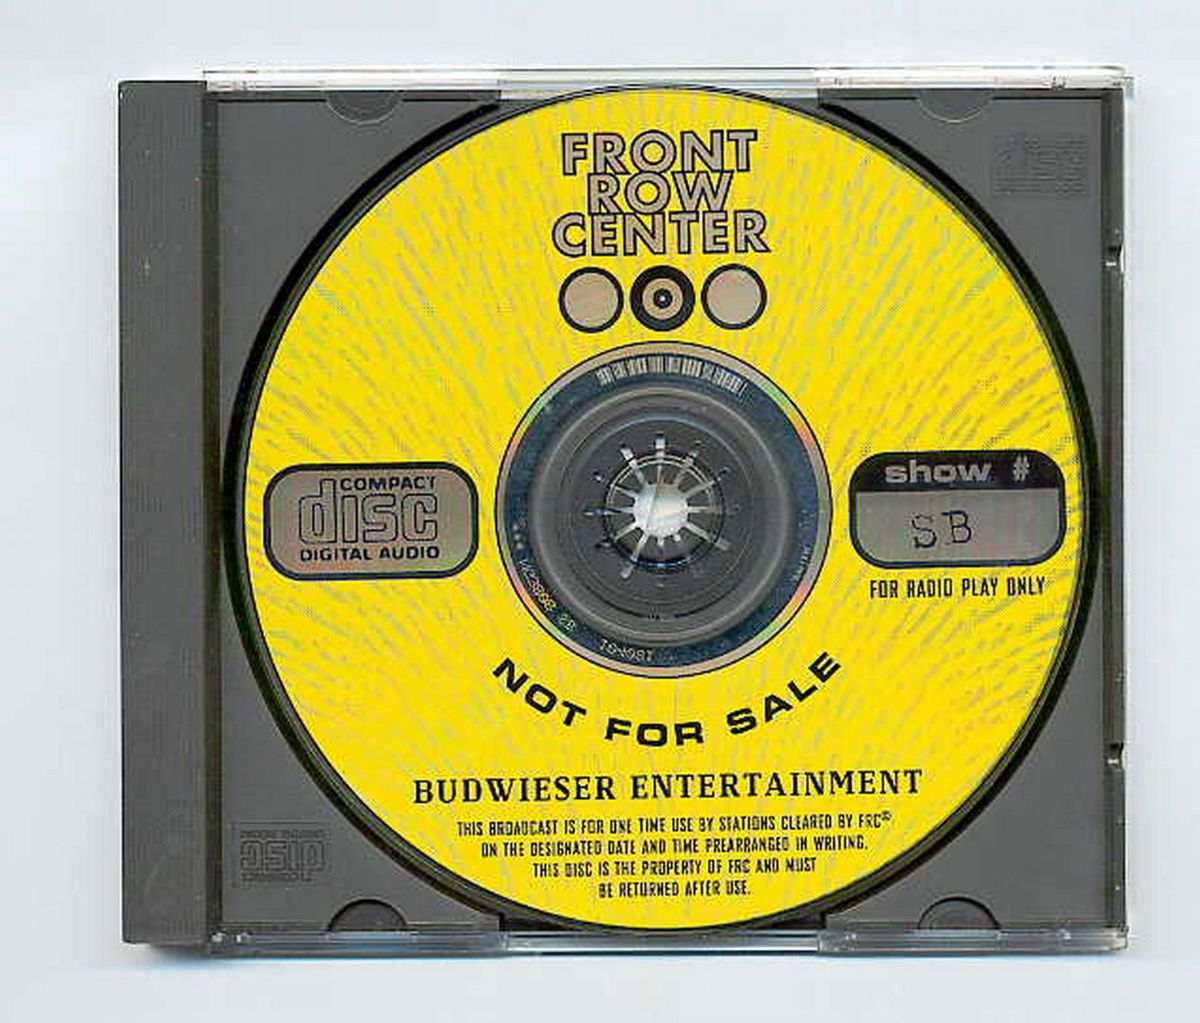 FRONT
ROW
CENTER
COMPACT
disc
DIGITAL AUDIO
show #
SB
FOR RADIO PLAY ONLY
NOT FOR SALE
BUDWIESER ENTERTAINMENT
THIS BROADCAST IS FOR ONE TIME USE BY STATIONS CLEARED BY FRC®
ON THE DESIGNATED DATE AND TIME PREARRANGED IN WRITING.
THIS DISC IS THE PROPERTY OF FRC AND MUST
BE RETURNED AFTER USE.